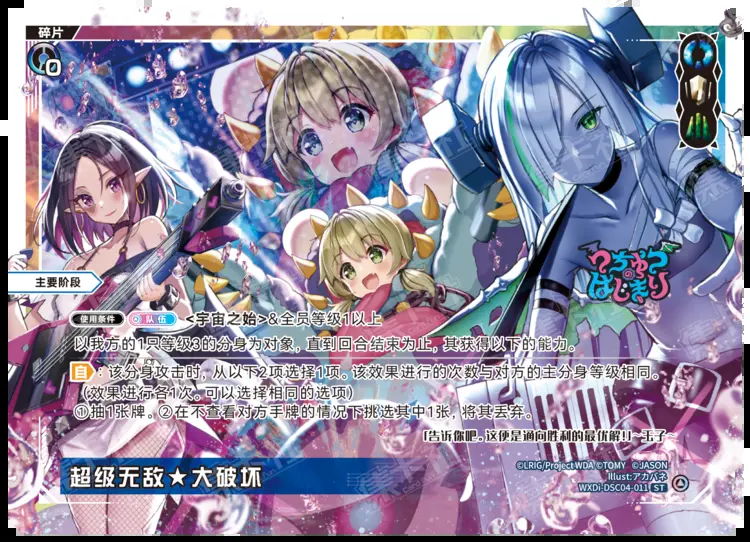 碎片
0
主要阶段
うちゅうの
はじまり
使用条件 队伍 <宇宙之始>&全员等级1以上
以我方的1只等级3的分身为对象，直到回合结束为止，其获得以下的能力。
自：该分身攻击时，从以下2项选择1项。该效果进行的次数与对方的主分身等级相同。
（效果进行各1次。可以选择相同的选项）
①抽1张牌。②在不查看对方手牌的情况下挑选其中1张，将其丢弃。
「告诉你吧，这便是通向胜利的最优解!」～玉子～
超级无敌★大破坏
©LRIG/ProjectWDA ©TOMY ©JASON
Illust:アカバネ
WXDi-DSC04-011 ST